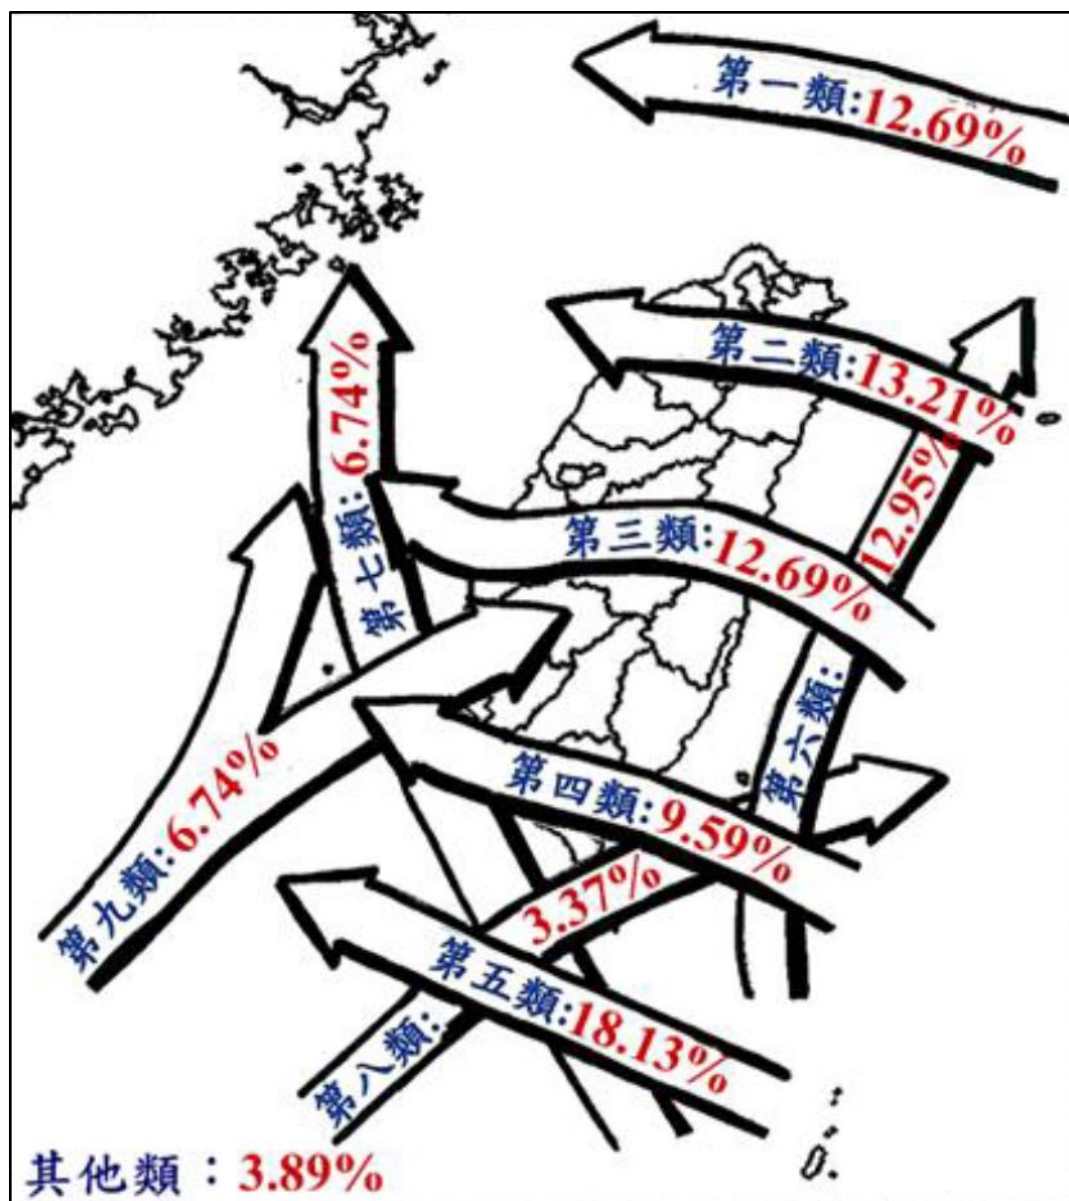 第一類:12.69%
第二類:13.21%
12.95%
6.74%
第七類:
第三類:12.69%
第六類:
第四類:9.59%
第九類:6.74%
3.37%
第五類:18.13%
第八類:
其他類：3.89%